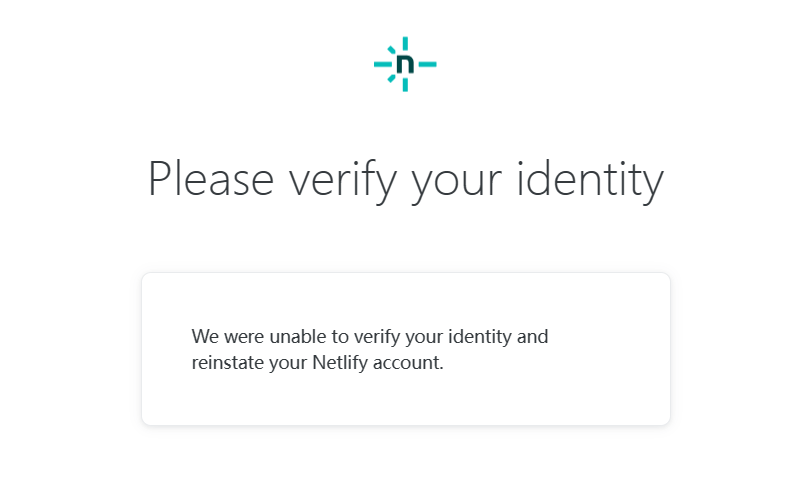 n
Please verify your identity
We were unable to verify your identity and
reinstate your Netlify account.